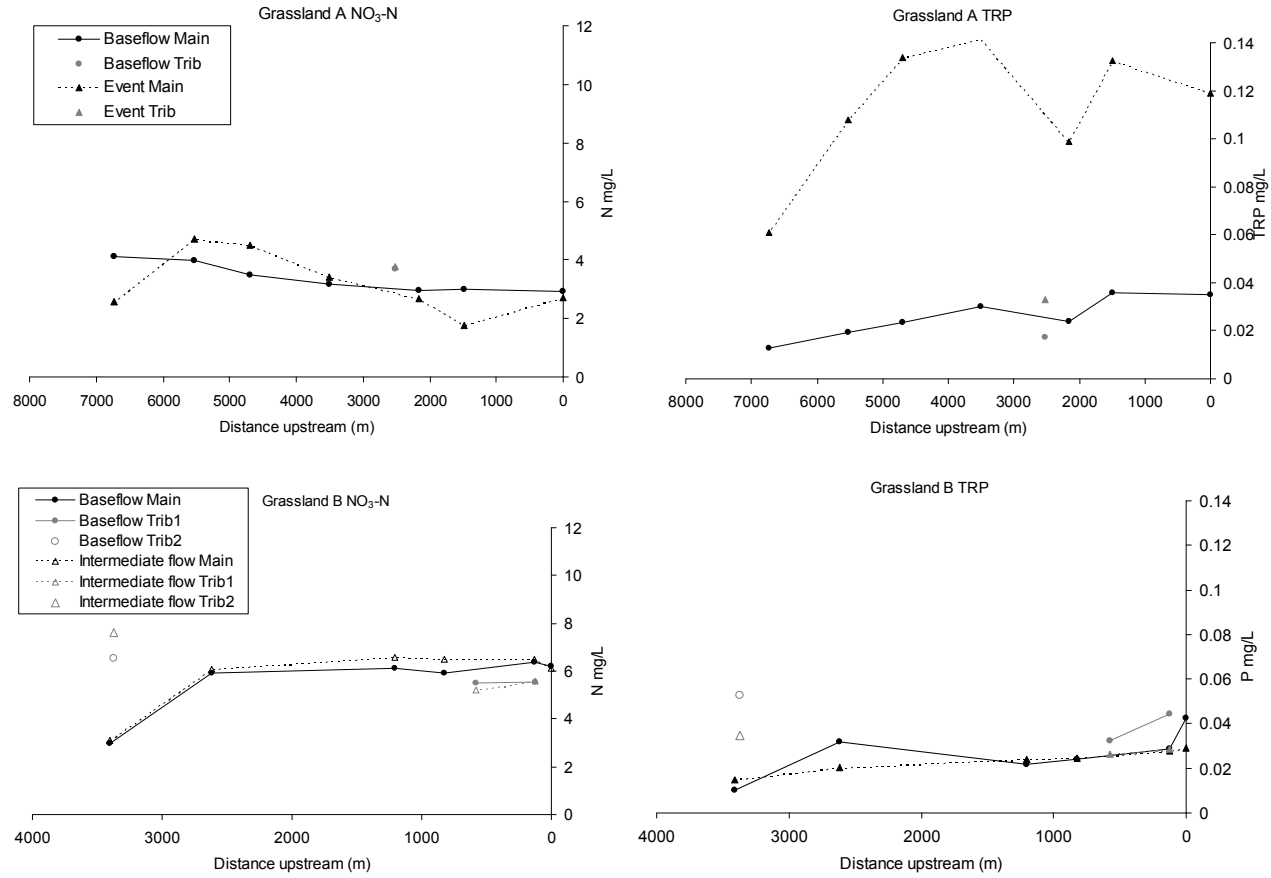 Grassland A NO₃-N
Baseflow Main
Baseflow Trib
Event Main
Event Trib
12
10
8
6
4
2
0
N mg/L
8000 7000 6000 5000 4000 3000 2000 1000 0
Distance upstream (m)
Grassland A TRP
0.14
0.12
0.1
0.08
0.06
0.04
0.02
0
TRP mg/L
8000 7000 6000 5000 4000 3000 2000 1000 0
Distance upstream (m)
Grassland B NO₃-N
Baseflow Main
Baseflow Trib1
Baseflow Trib2
Intermediate flow Main
Intermediate flow Trib1
Intermediate flow Trib2
12
10
8
6
4
2
0
N mg/L
4000 3000 2000 1000 0
Distance upstream (m)
Grassland B TRP
0.14
0.12
0.1
0.08
0.06
0.04
0.02
0
P mg/L
4000 3000 2000 1000 0
Distance upstream (m)